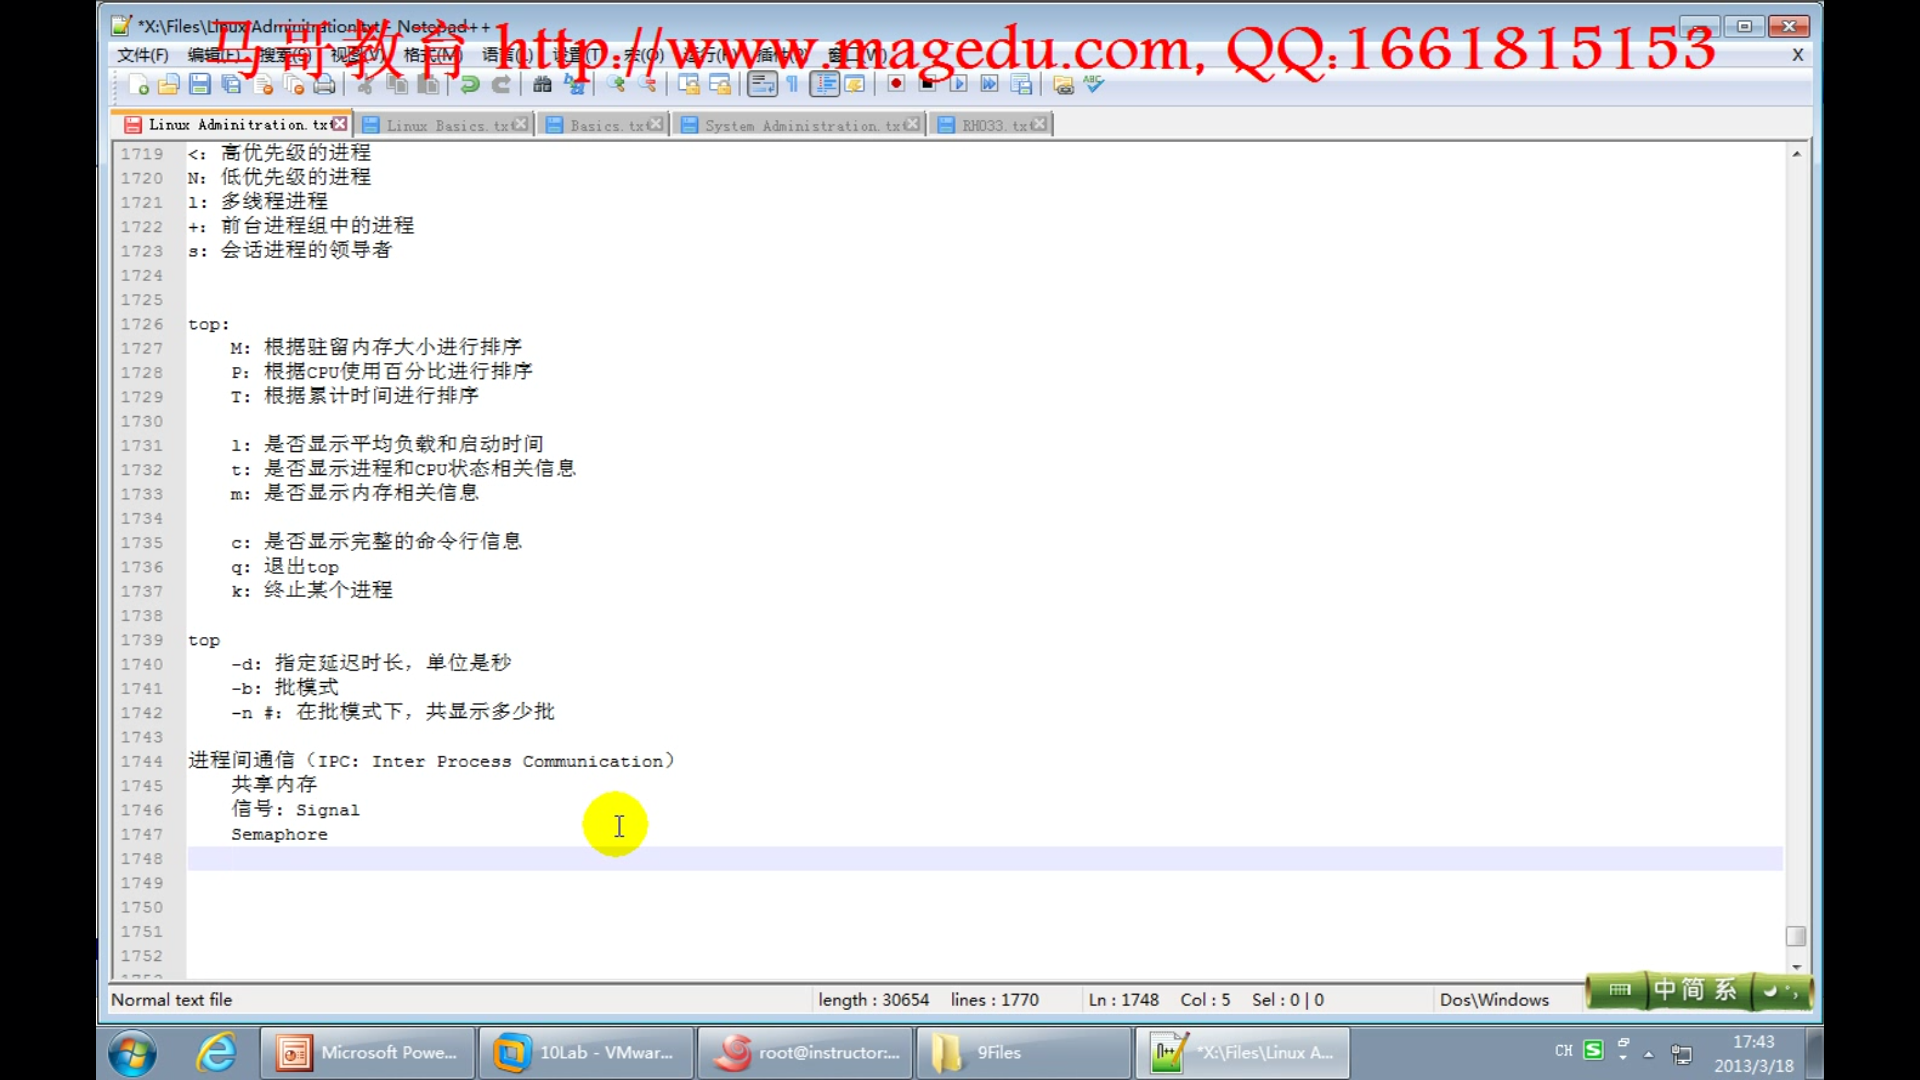 *X:\Files\Linux Adminitration.txt - Notepad++
马哥教育 http://www.magedu.com, QQ:1661815153
文件(F) 编辑(E) 搜索(S) 视图(V) 格式(M) 语言(L) 设置(T) 宏(O) 运行(R) 插件(P) 窗口(W) X
Linux Adminitration.txt Linux Basics.txt Basics.txt System Administration.txt RH033.txt
1719 <: 高优先级的进程
1720 N: 低优先级的进程
1721 l: 多线程进程
1722 +: 前台进程组中的进程
1723 s: 会话进程的领导者
1724
1725
1726 top:
1727 M: 根据驻留内存大小进行排序
1728 P: 根据CPU使用百分比进行排序
1729 T: 根据累计时间进行排序
1730
1731 l: 是否显示平均负载和启动时间
1732 t: 是否显示进程和CPU状态相关信息
1733 m: 是否显示内存相关信息
1734
1735 c: 是否显示完整的命令行信息
1736 q: 退出top
1737 k: 终止某个进程
1738
1739 top
1740 -d: 指定延迟时长，单位是秒
1741 -b: 批模式
1742 -n #: 在批模式下，共显示多少批
1743
1744 进程间通信（IPC: Inter Process Communication）
1745 共享内存
1746 信号: Signal
1747 Semaphore
1748
1749
1750
1751
1752
Normal text file length : 30654 lines : 1770 Ln : 1748 Col : 5 Sel : 0 | 0 Dos\Windows
中简系
Microsoft Powe... 10Lab - VMwar... root@instructor:... 9Files *X:\Files\Linux A... CH 17:43
2013/3/18